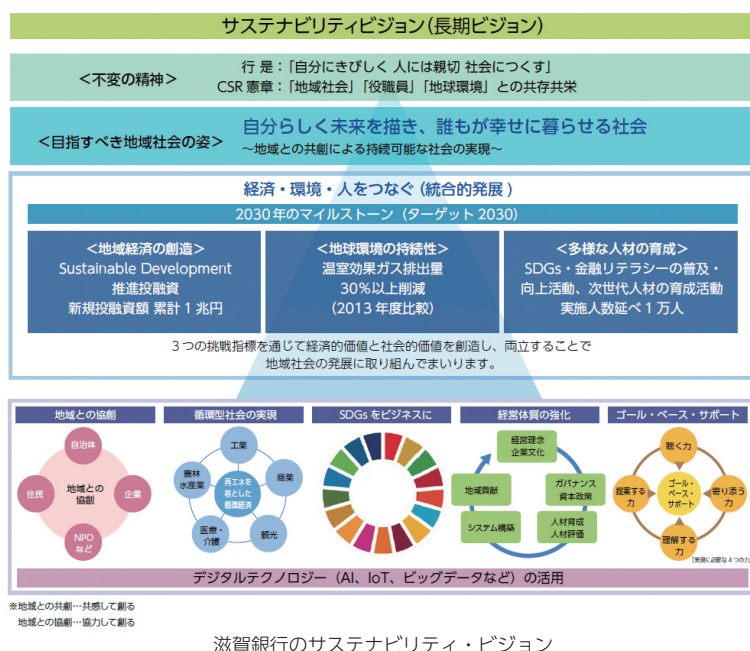 サステナビリティビジョン(長期ビジョン)
＜不変の精神＞
行 是：「自分にきびしく 人には親切 社会につくす」
CSR 憲章：「地域社会」「役職員」「地球環境」との共存共栄
＜目指すべき地域社会の姿＞
自分らしく未来を描き、誰もが幸せに暮らせる社会
～地域との共創による持続可能な社会の実現～
経済・環境・人をつなぐ (統合的発展 )
2030 年のマイルストーン（ターゲット 2030）
＜地域経済の創造＞
Sustainable Development
推進投融資
新規投融資額 累計 1 兆円
＜地球環境の持続性＞
温室効果ガス排出量
30％以上削減
（2013 年度比較）
＜多様な人材の育成＞
SDGs・金融リテラシーの普及・
向上活動、次世代人材の育成活動
実施人数延べ 1 万人
３つの挑戦指標を通じて経済的価値と社会的価値を創造し、両立することで
地域社会の発展に取り組んでまいります。
地域との協創
自治体
住民
地域との
協創
企業
NPO
など
循環型社会の実現
工業
農林
水産業
商業
再エネを
核とした
循環経済
医療・
介護
観光
SDGs をビジネスに
経営体質の強化
経営理念
企業文化
地域貢献
ガバナンス
資本政策
システム構築
人材育成
人材評価
ゴール・ベース・サポート
聴く力
提案する
力
ゴール・
ベース・
サポート
寄り添う
力
理解する
力
「実現に必要な４つの力」
デジタルテクノロジー（AI、IoT、ビッグデータなど）の活用
※地域との共創…共感して創る
地域との協創…協力して創る
滋賀銀行のサステナビリティ・ビジョン